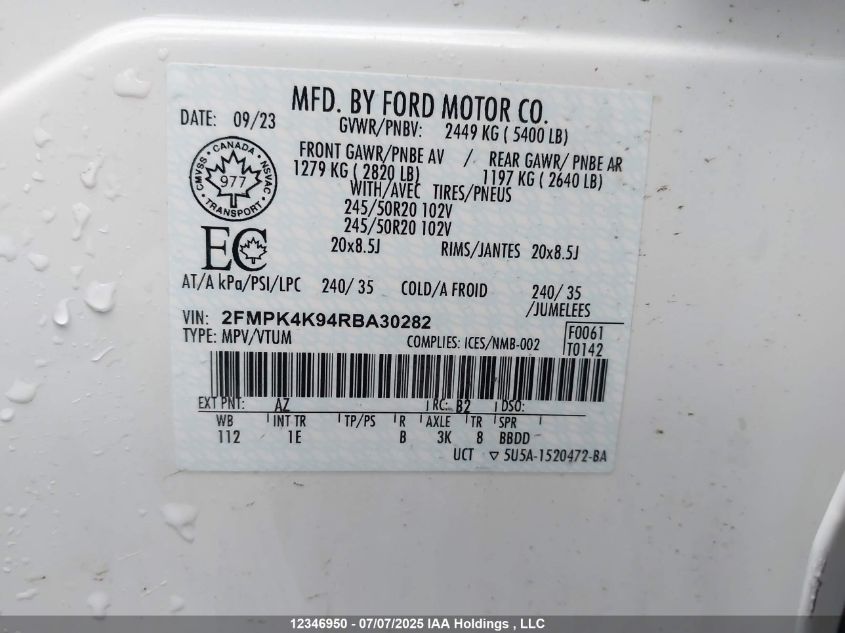 MFD. BY FORD MOTOR CO.
DATE: 09/23
GVWR/PNBV: 2449 KG ( 5400 LB)
FRONT GAWR/PNBE AV / REAR GAWR/ PNBE AR
1279 KG ( 2820 LB) 1197 KG ( 2640 LB)
WITH/AVEC TIRES/PNEUS
245/50R20 102V
245/50R20 102V
20x8.5J RIMS/JANTES 20x8.5J
CMVSS · CANADA · NSVAC
977
TRANSPORT
EC
AT/A kPa/PSI/LPC 240/ 35 COLD/A FROID 240/ 35
/JUMELEES
VIN: 2FMPK4K94RBA30282
TYPE: MPV/VTUM COMPLIES: ICES/NMB-002
F0061
T0142
EXT PNT: AZ RC: B2 DSO:
WB INT TR TP/PS R AXLE TR SPR
112 1E B 3K 8 BBDD
UCT ▽ 5U5A-1520472-BA
12346950 - 07/07/2025 IAA Holdings , LLC